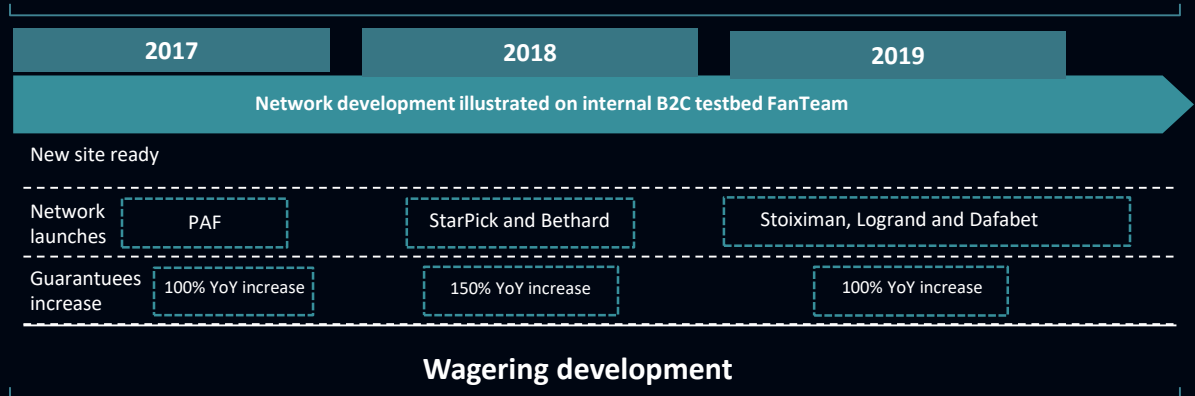 2017
2018
2019
Network development illustrated on internal B2C testbed FanTeam
New site ready
Network
launches
PAF
StarPick and Bethard
Stoiximan, Logrand and Dafabet
Guarantuees
increase
100% YoY increase
150% YoY increase
100% YoY increase
Wagering development